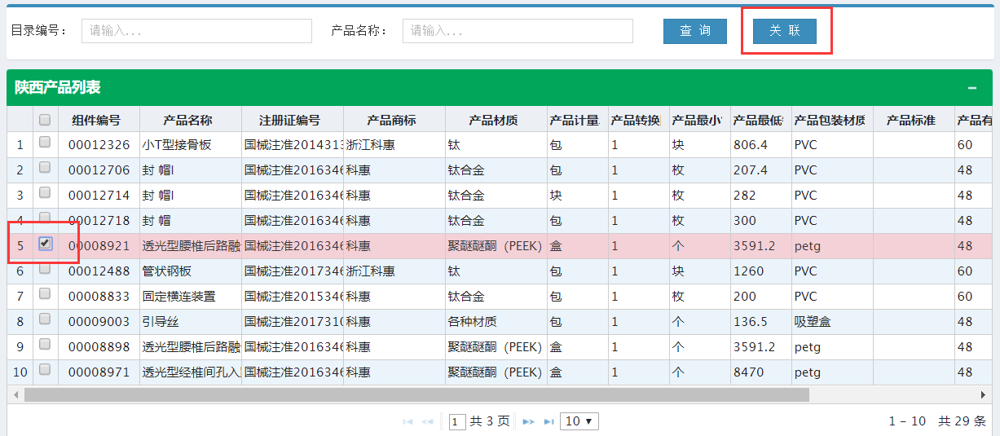 目录编号： 请输入... 产品名称： 请输入... 查 询 关 联
陕西产品列表
组件编号 产品名称 注册证编号 产品商标 产品材质 产品计量 产品转换 产品最小 产品最低 产品包装材质 产品标准 产品有
1 00012326 小T型接骨板 国械注准2014313 浙江科惠 钛 包 1 块 806.4 PVC 60
2 00012706 封 帽I 国械注准2016346 科惠 钛合金 包 1 枚 207.4 PVC 48
3 00012714 封 帽I 国械注准2016346 科惠 钛合金 块 1 枚 282 PVC 48
4 00012718 封 帽 国械注准2016346 科惠 钛合金 包 1 枚 300 PVC 48
5 00008921 透光型腰椎后路融 国械注准2016346 科惠 聚醚醚酮（PEEK） 盒 1 个 3591.2 petg 48
6 00012488 管状钢板 国械注准2017346 浙江科惠 钛 包 1 块 1260 PVC 60
7 00008833 固定横连装置 国械注准2015346 科惠 钛合金 包 1 枚 200 PVC 60
8 00009003 引导丝 国械注准2017310 科惠 各种材质 包 1 个 136.5 吸塑盒 48
9 00008898 透光型腰椎后路融 国械注准2016346 科惠 聚醚醚酮（PEEK） 盒 1 个 3591.2 petg 48
10 00008971 透光型经椎间孔入 国械注准2016346 科惠 聚醚醚酮（PEEK） 盒 1 个 8470 petg 48
1 共 3 页 10 1 – 10 共 29 条